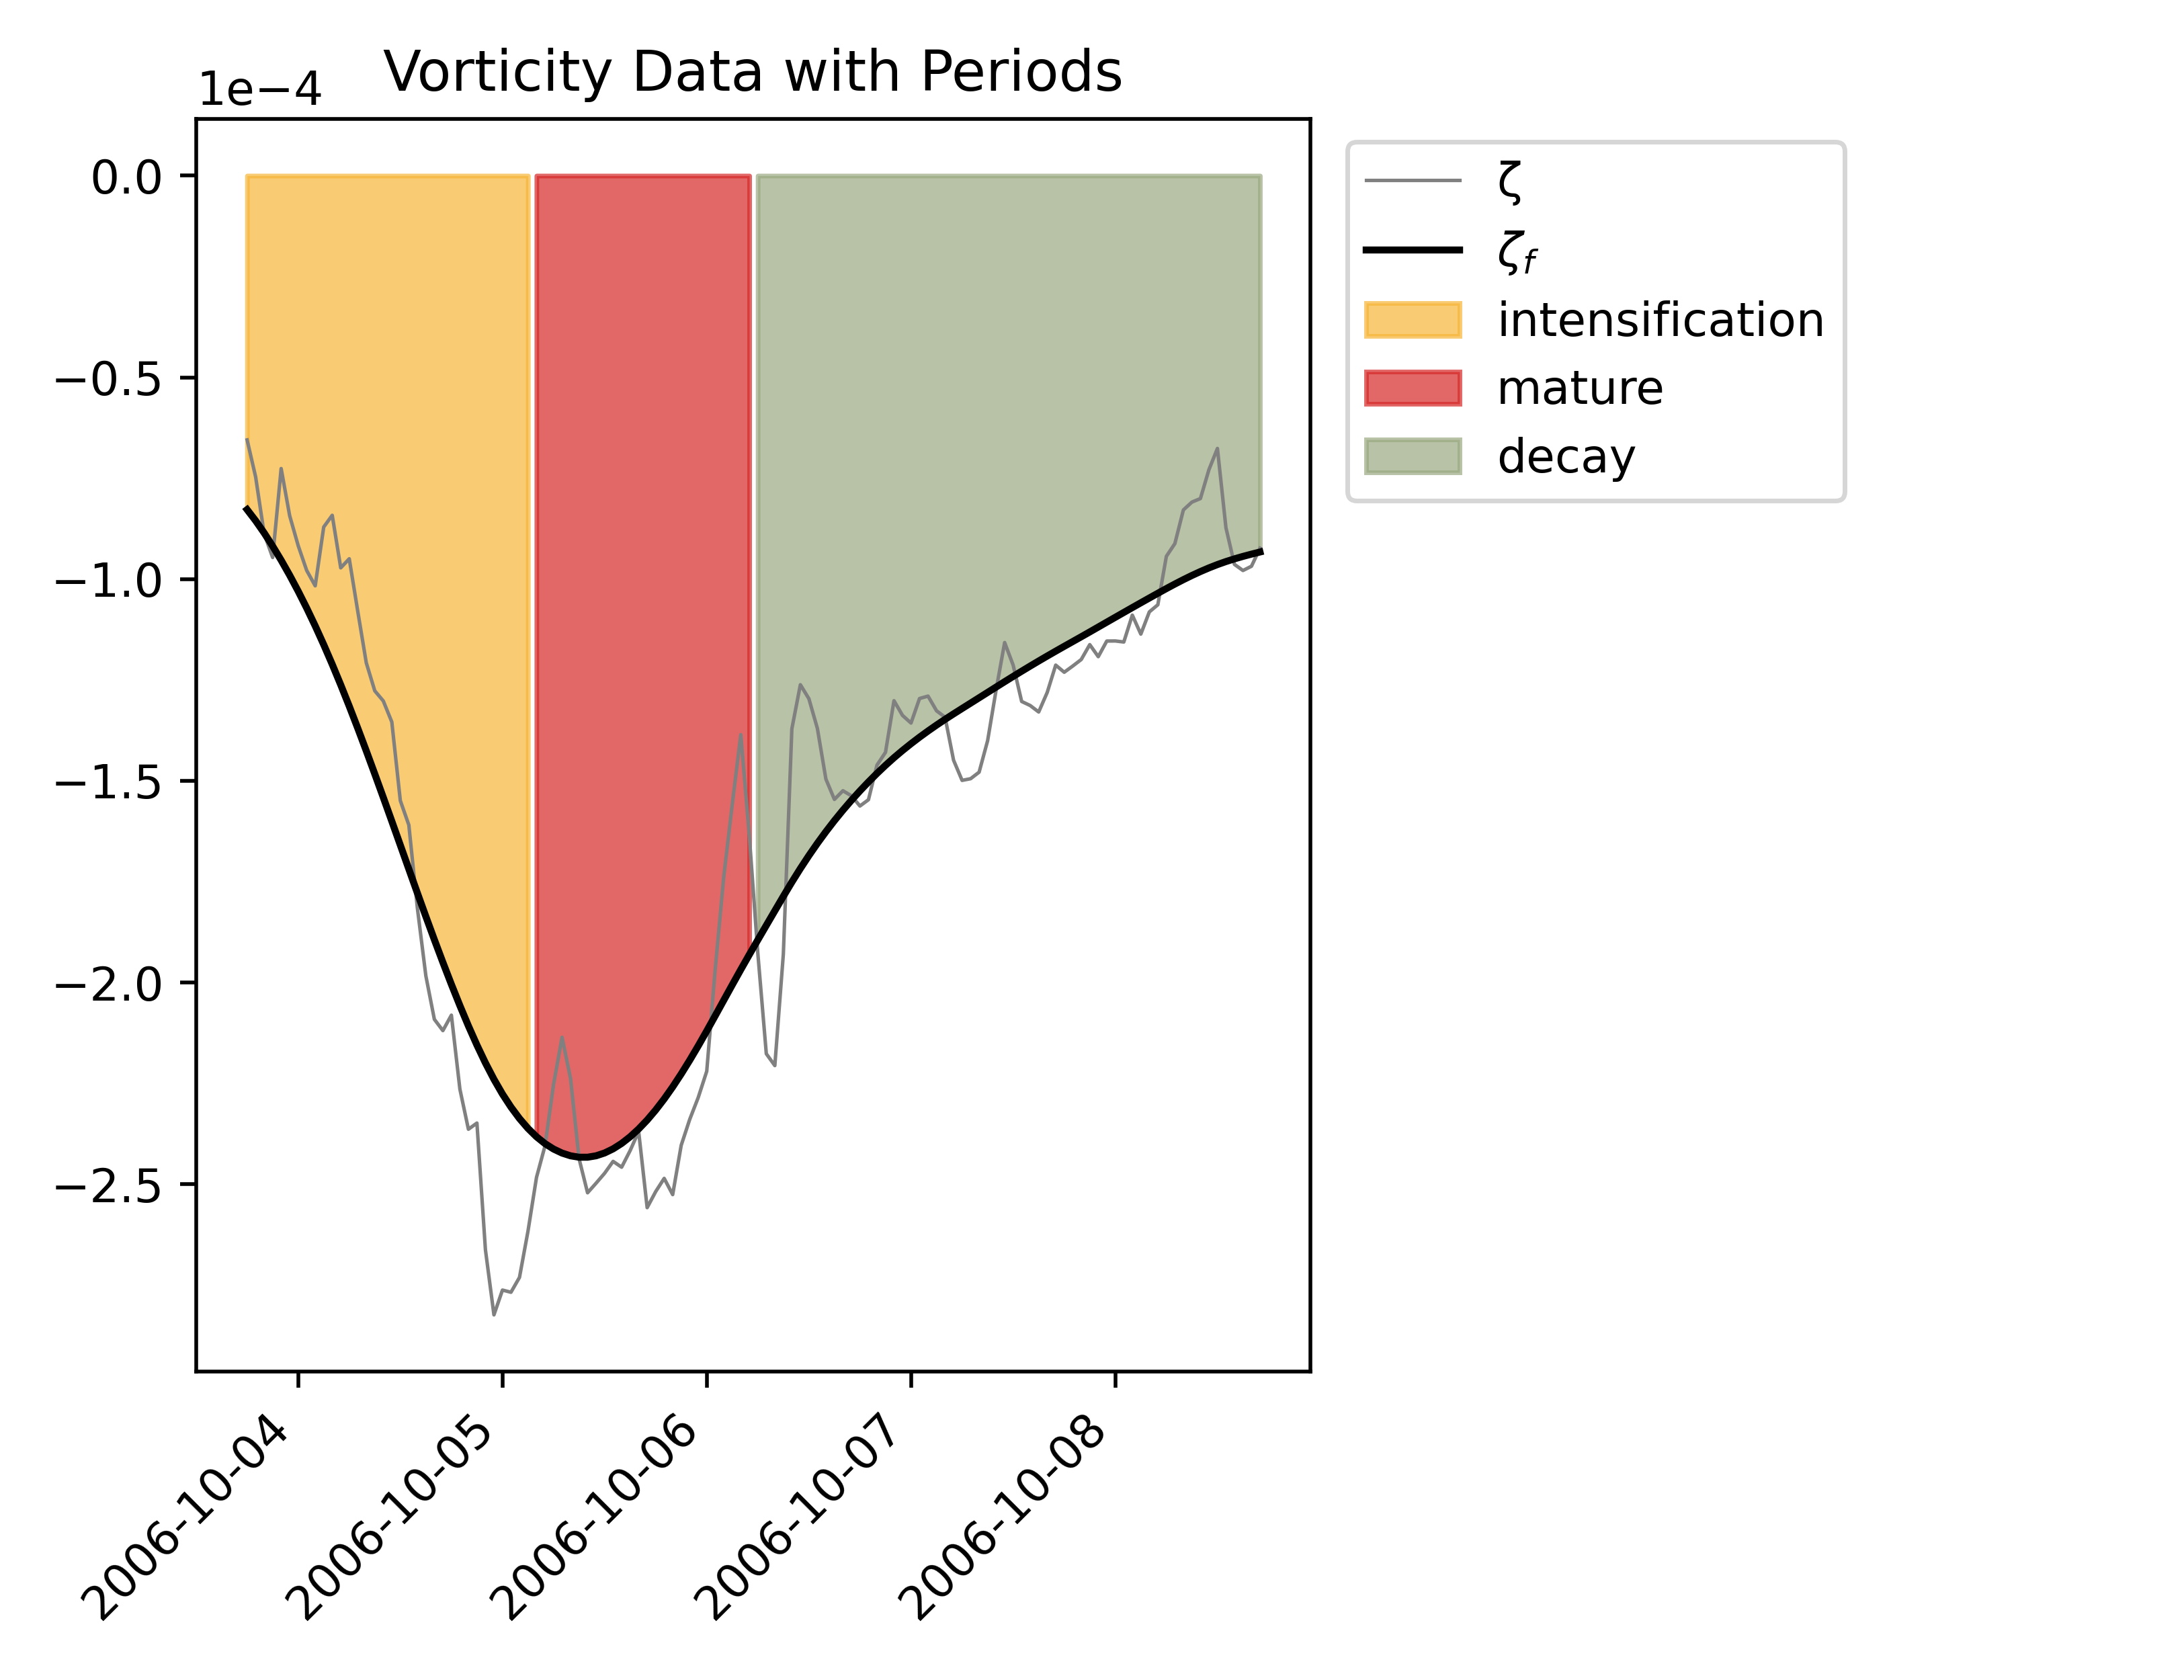 Vorticity Data with Periods
1e−4
0.0
−0.5
−1.0
−1.5
−2.0
−2.5
2006-10-04
2006-10-05
2006-10-06
2006-10-07
2006-10-08
ζ
ζf
intensification
mature
decay